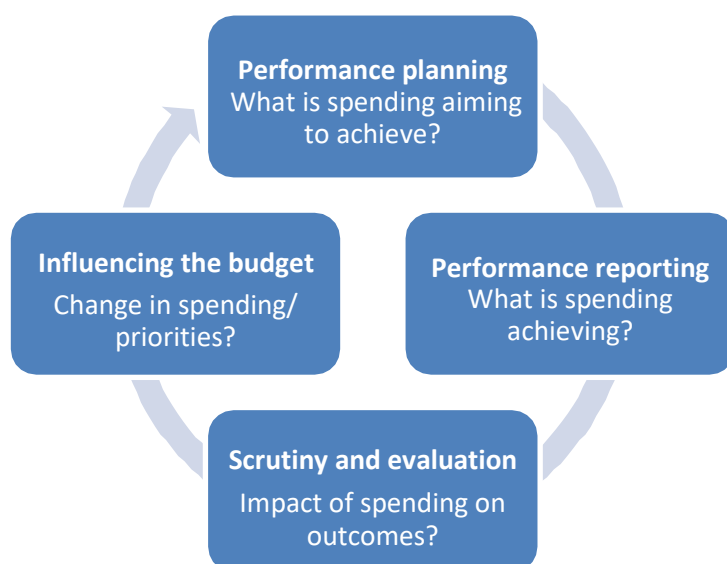 Performance planning
What is spending aiming
to achieve?
Performance reporting
What is spending
achieving?
Scrutiny and evaluation
Impact of spending on
outcomes?
Influencing the budget
Change in spending/
priorities?